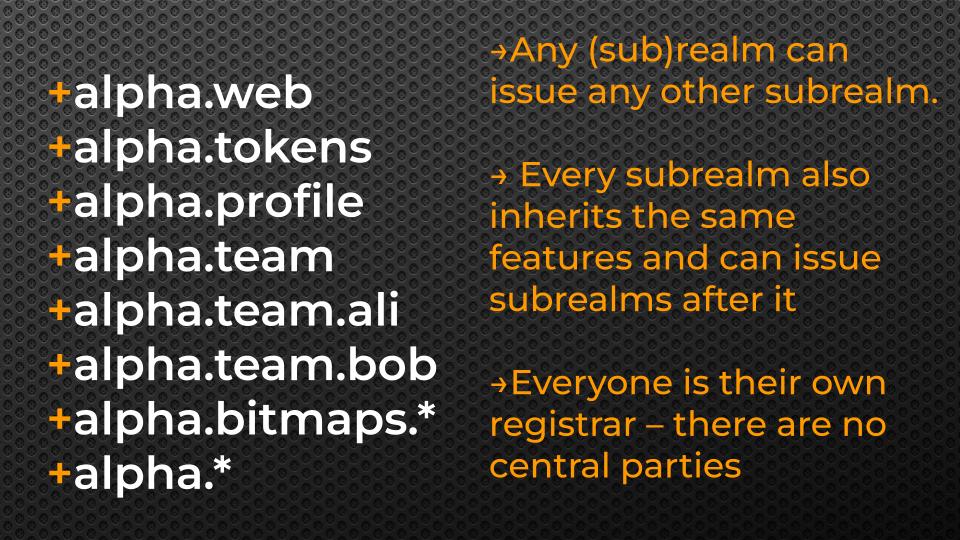 +alpha.web
+alpha.tokens
+alpha.profile
+alpha.team
+alpha.team.ali
+alpha.team.bob
+alpha.bitmaps.*
+alpha.*
→Any (sub)realm can
issue any other subrealm.
→ Every subrealm also
inherits the same
features and can issue
subrealms after it
→Everyone is their own
registrar – there are no
central parties